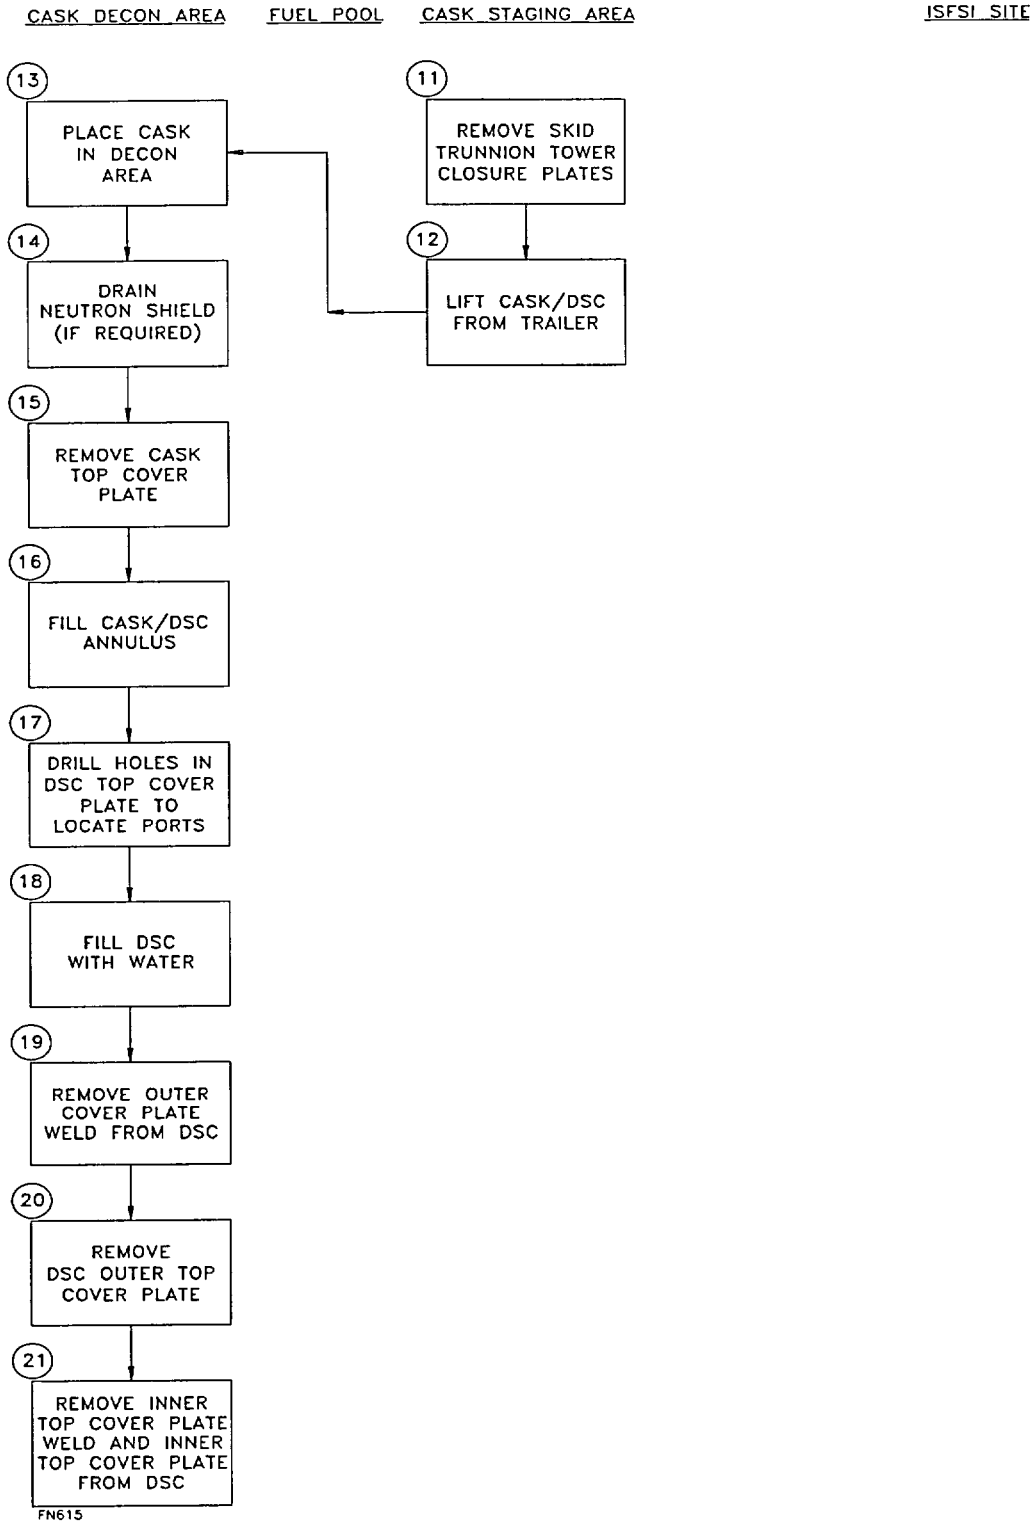 CASK DECON AREA
FUEL POOL
CASK STAGING AREA
ISFSI SITE
11
REMOVE SKID
TRUNNION TOWER
CLOSURE PLATES
12
LIFT CASK/DSC
FROM TRAILER
13
PLACE CASK
IN DECON
AREA
14
DRAIN
NEUTRON SHIELD
(IF REQUIRED)
15
REMOVE CASK
TOP COVER
PLATE
16
FILL CASK/DSC
ANNULUS
17
DRILL HOLES IN
DSC TOP COVER
PLATE TO
LOCATE PORTS
18
FILL DSC
WITH WATER
19
REMOVE OUTER
COVER PLATE
WELD FROM DSC
20
REMOVE
DSC OUTER TOP
COVER PLATE
21
REMOVE INNER
TOP COVER PLATE
WELD AND INNER
TOP COVER PLATE
FROM DSC
FN615